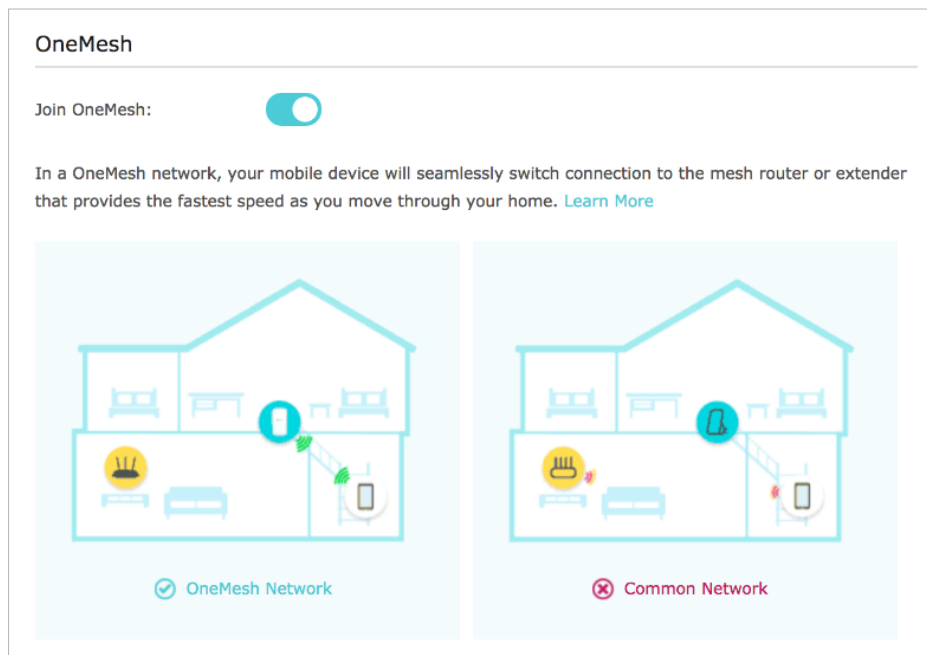 OneMesh
Join OneMesh:
In a OneMesh network, your mobile device will seamlessly switch connection to the mesh router or extender
that provides the fastest speed as you move through your home. Learn More
OneMesh Network
Common Network